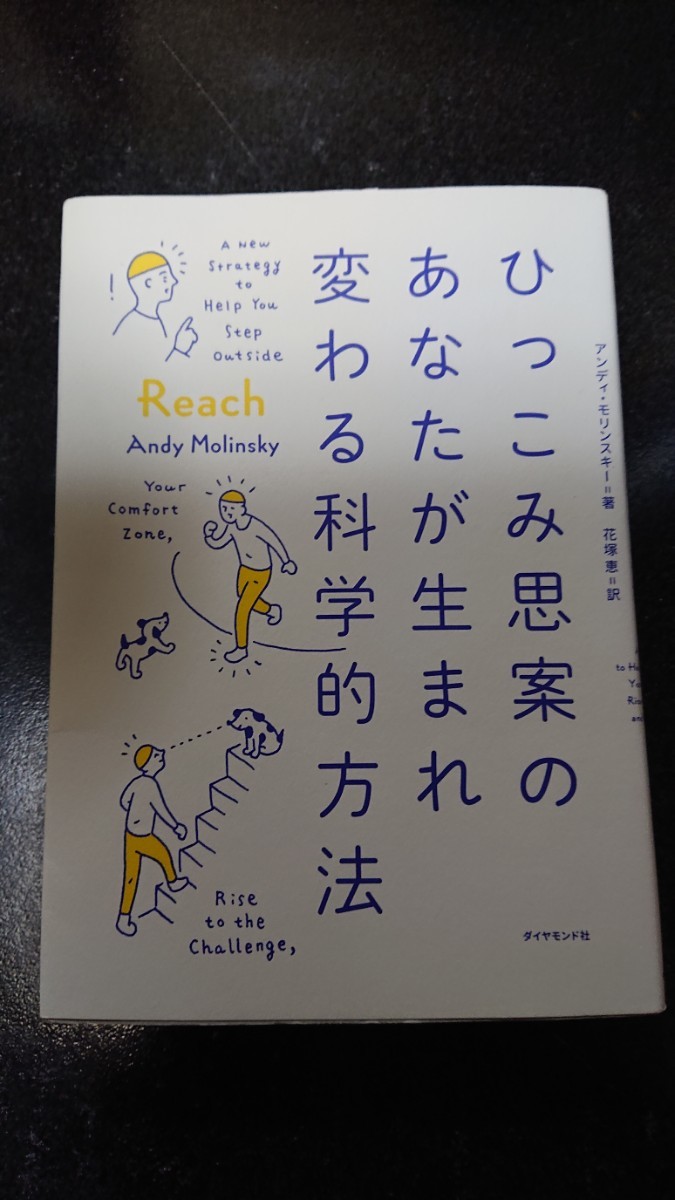 ひっこみ思案の
あなたが生まれ
変わる科学的方法
アンディ・モリンスキー=著 花塚恵=訳
A New
Strategy
to
Help You
Step
Outside
Reach
Andy Molinsky
Your
Comfort
Zone,
Rise
to the
Challenge,
ダイヤモンド社
to